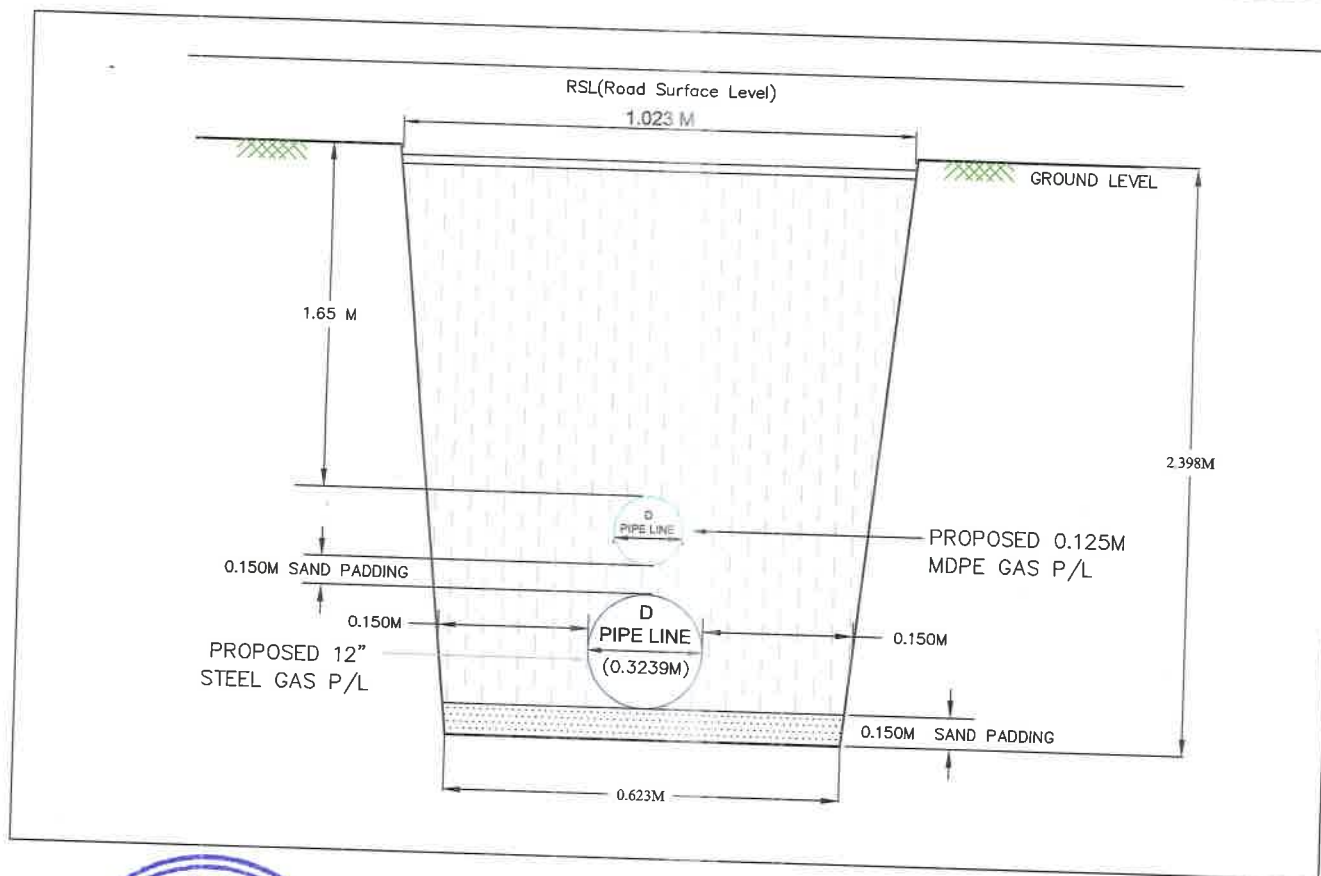 RSL(Road Surface Level)
1.023 M
GROUND LEVEL
1.65 M
2.398M
D
PIPE LINE
PROPOSED 0.125M
MDPE GAS P/L
0.150M SAND PADDING
D
PIPE LINE
(0.3239M)
0.150M
0.150M
PROPOSED 12”
STEEL GAS P/L
0.150M SAND PADDING
0.623M